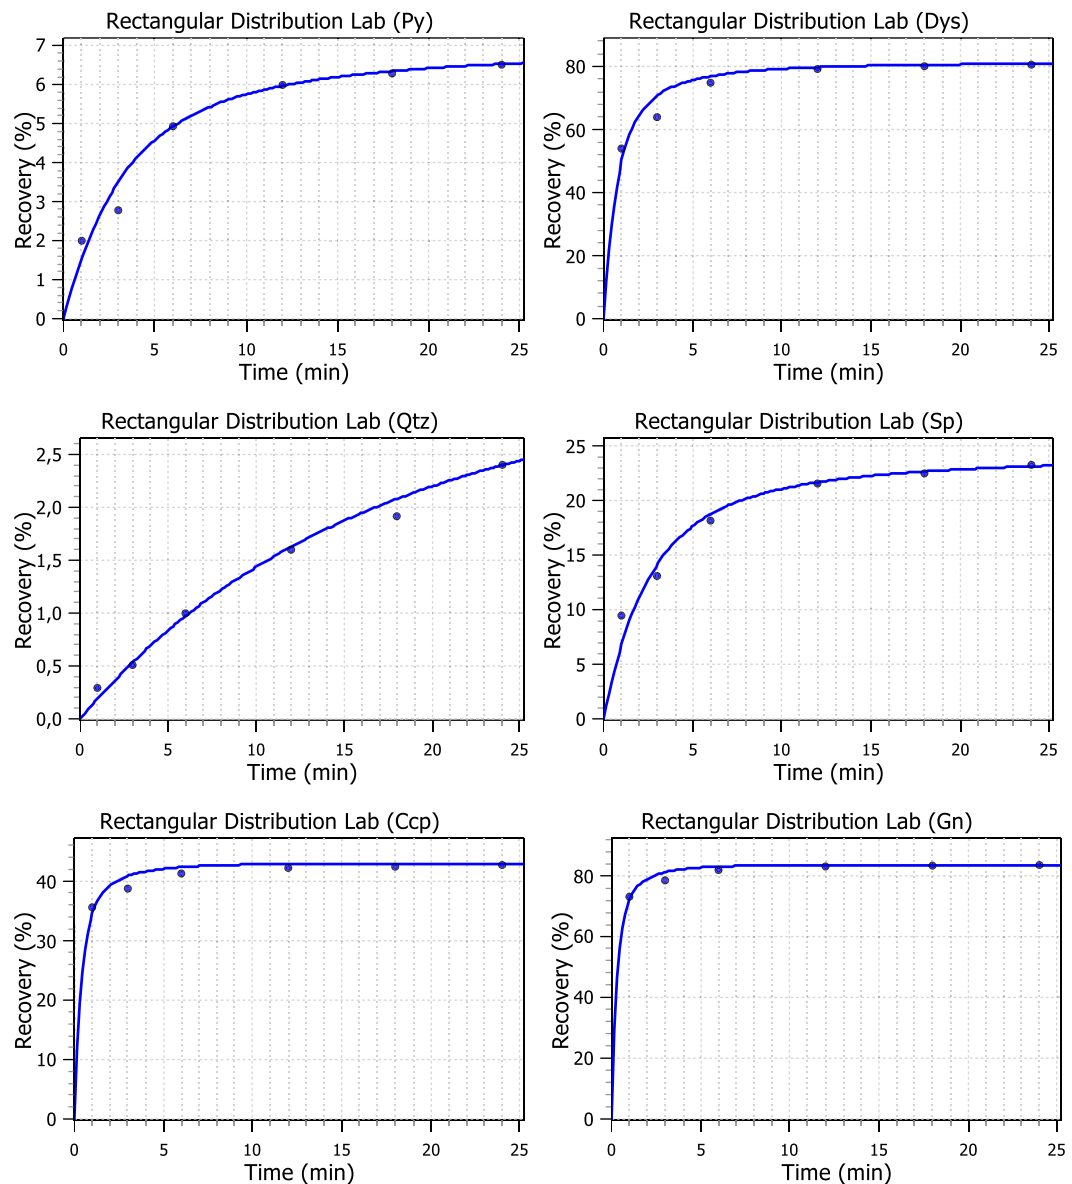 Rectangular Distribution Lab (Py)
Recovery (%)
7
6
5
4
3
2
1
0
0 5 10 15 20 25
Time (min)
Rectangular Distribution Lab (Dys)
Recovery (%)
80
60
40
20
0
0 5 10 15 20 25
Time (min)
Rectangular Distribution Lab (Qtz)
Recovery (%)
2,5
2,0
1,5
1,0
0,5
0,0
0 5 10 15 20 25
Time (min)
Rectangular Distribution Lab (Sp)
Recovery (%)
25
20
15
10
5
0
0 5 10 15 20 25
Time (min)
Rectangular Distribution Lab (Ccp)
Recovery (%)
40
30
20
10
0
0 5 10 15 20 25
Time (min)
Rectangular Distribution Lab (Gn)
Recovery (%)
80
60
40
20
0
0 5 10 15 20 25
Time (min)